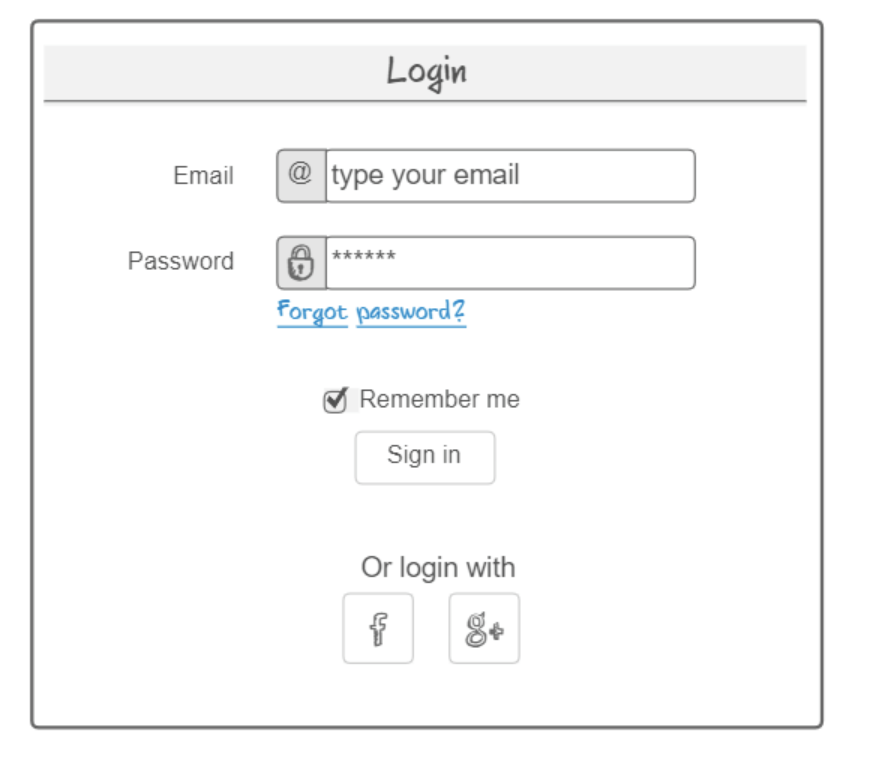 Login
Email @ type your email
Password ******
Forgot password?
Remember me
Sign in
Or login with
f g+